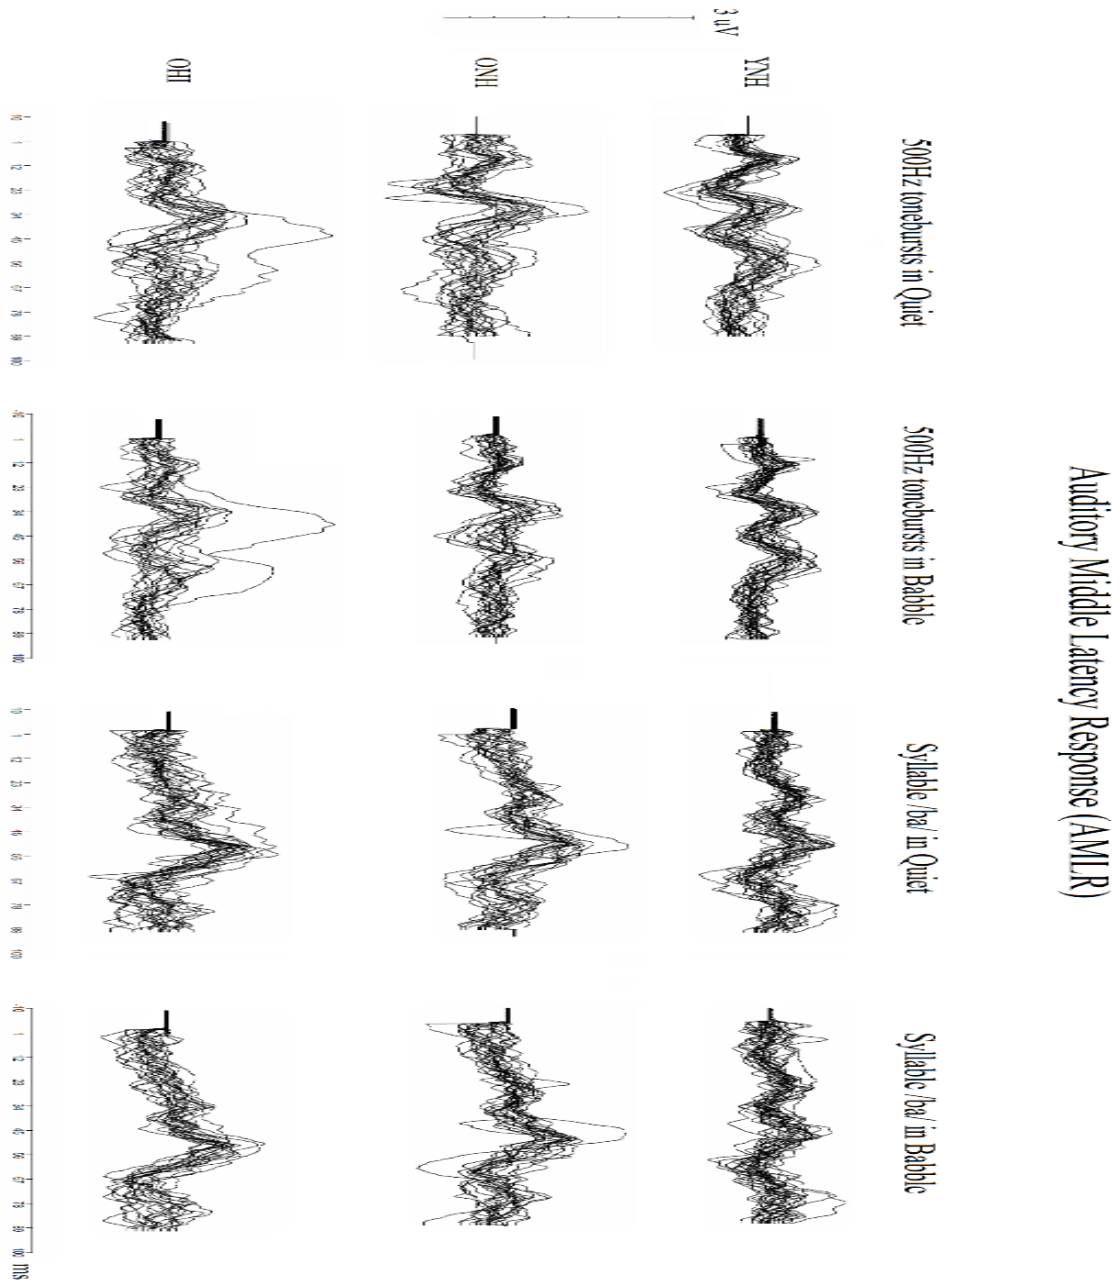 Auditory Middle Latency Response (AMLR)
500Hz tonebursts in Quiet
500Hz tonebursts in Babble
Syllable /ba/ in Quiet
Syllable /ba/ in Babble
3 uV
YNH
ONH
OHI
ms